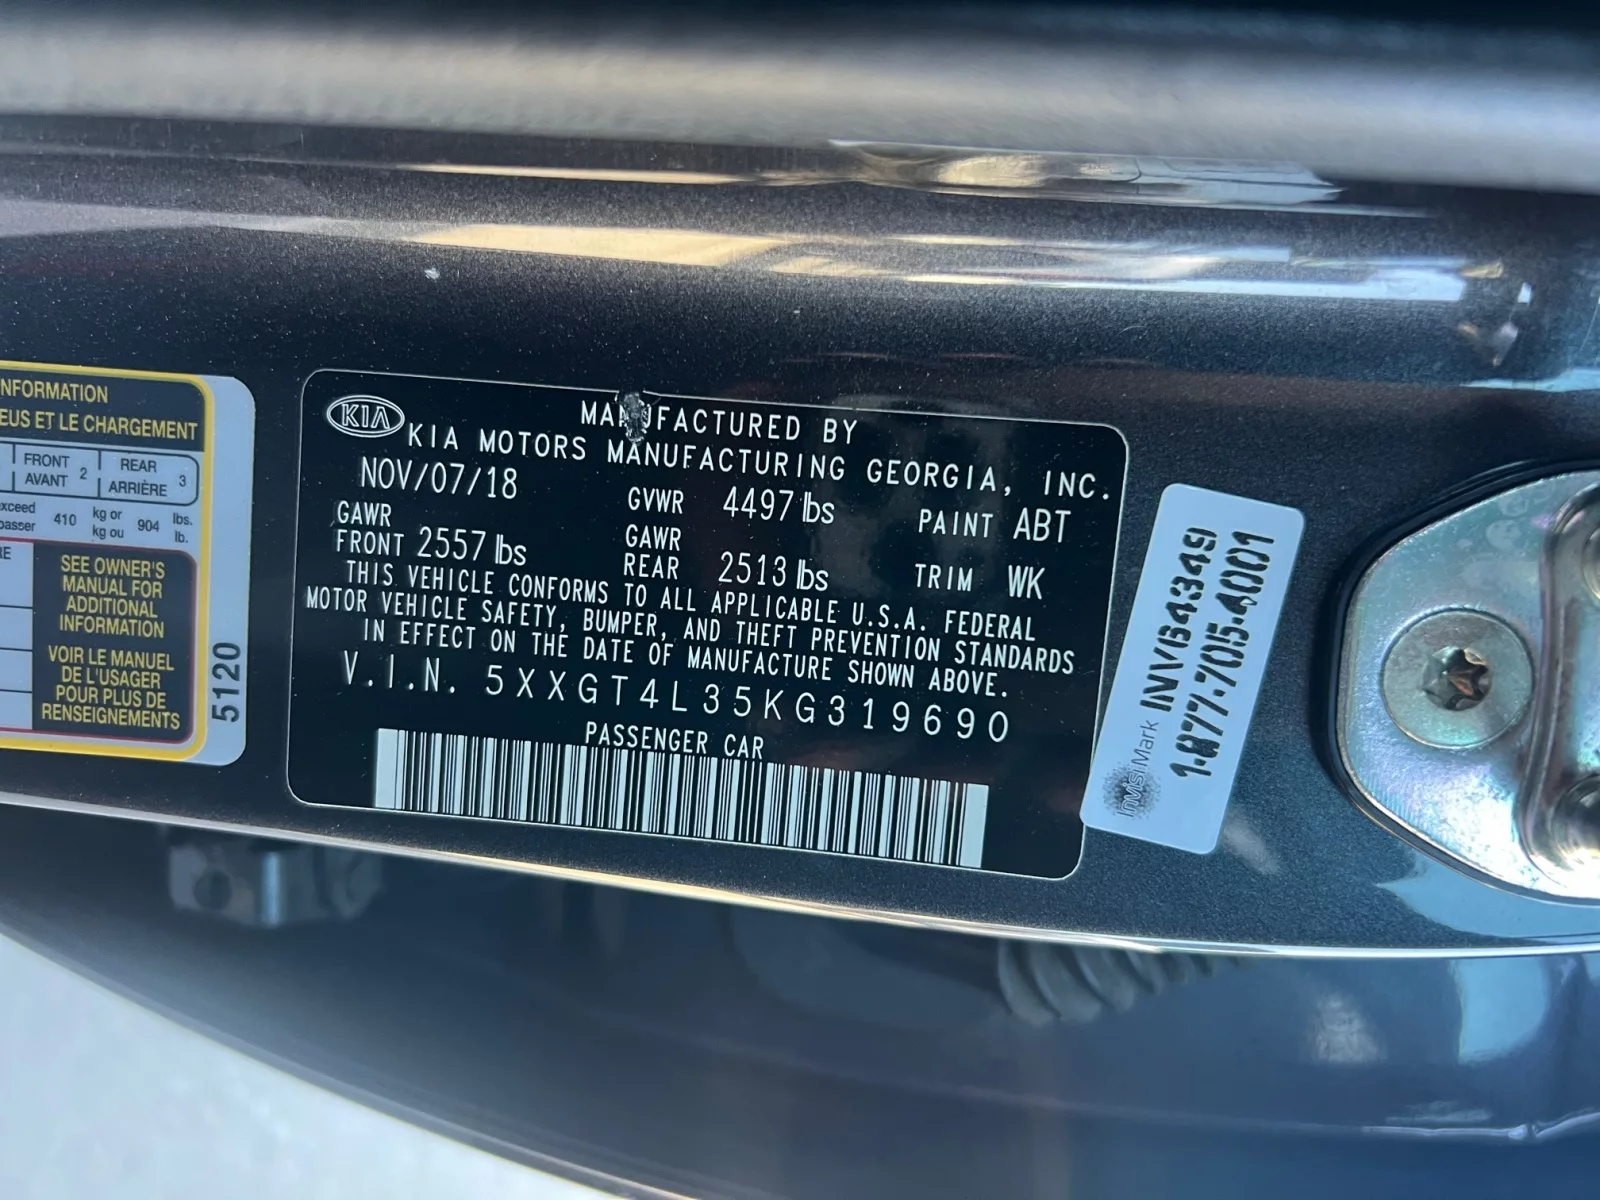 NFORMATION
EUS ET LE CHARGEMENT
FRONT
AVANT 2
REAR
ARRIÈRE 3
exceed
passer 410 kg or
kg ou 904 lbs.
lb.
RE
SEE OWNER'S
MANUAL FOR
ADDITIONAL
INFORMATION
VOIR LE MANUEL
DE L'USAGER
POUR PLUS DE
RENSEIGNEMENTS
5120
KIA
MANUFACTURED BY
KIA MOTORS MANUFACTURING GEORGIA, INC.
NOV/07/18
GVWR 4497 lbs
PAINT ABT
GAWR
FRONT 2557 lbs
GAWR
REAR 2513 lbs
TRIM WK
THIS VEHICLE CONFORMS TO ALL APPLICABLE U.S.A. FEDERAL
MOTOR VEHICLE SAFETY, BUMPER, AND THEFT PREVENTION STANDARDS
IN EFFECT ON THE DATE OF MANUFACTURE SHOWN ABOVE.
V.I.N. 5XXGT4L35KG319690
PASSENGER CAR
InvisiMark
1-877-705-4001